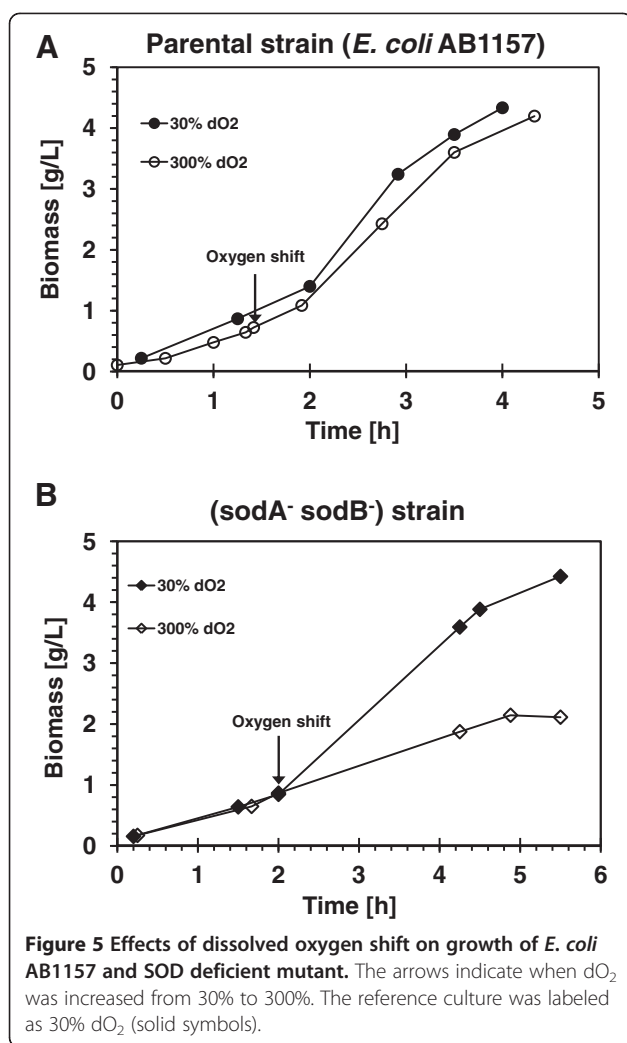 A
Parental strain (E. coli AB1157)
Biomass [g/L]
5
4
3
2
1
0
30% dO2
300% dO2
Oxygen shift
0 1 2 3 4 5
Time [h]
B
(sodA- sodB-) strain
Biomass [g/L]
5
4
3
2
1
0
30% dO2
300% dO2
Oxygen shift
0 1 2 3 4 5 6
Time [h]
Figure 5 Effects of dissolved oxygen shift on growth of E. coli
AB1157 and SOD deficient mutant. The arrows indicate when dO₂
was increased from 30% to 300%. The reference culture was labeled
as 30% dO₂ (solid symbols).